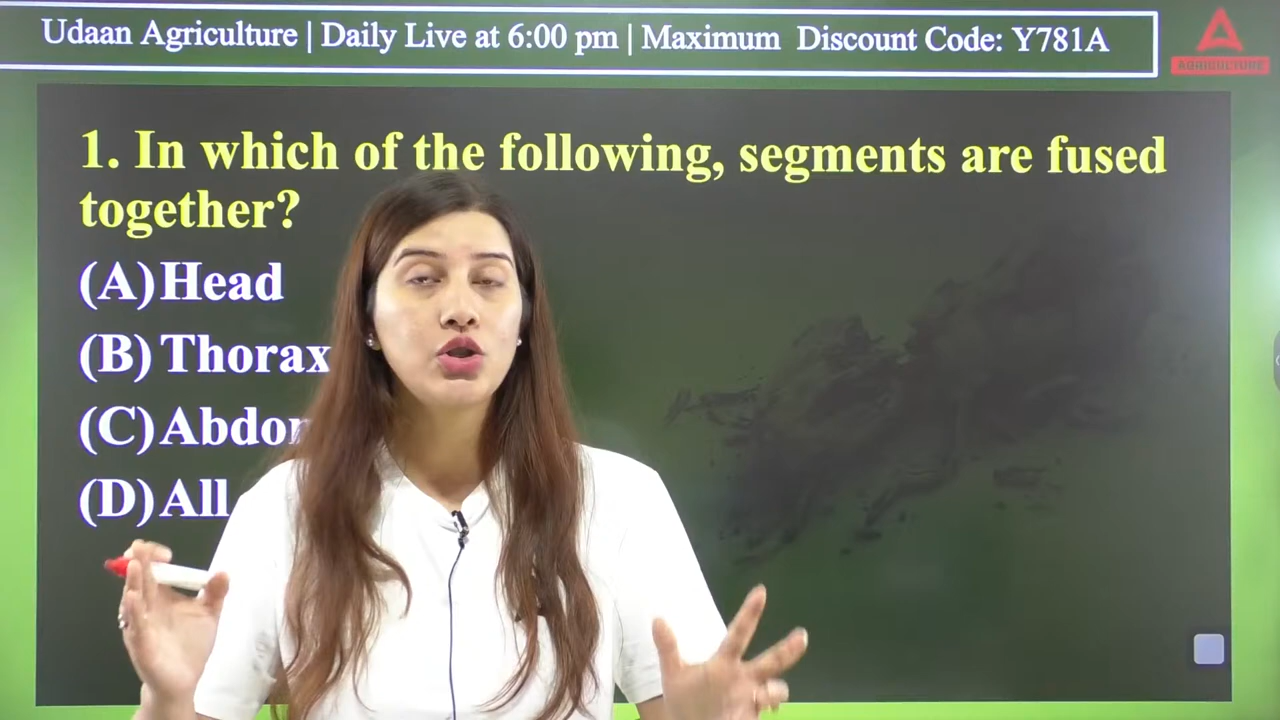 Udaan Agriculture | Daily Live at 6:00 pm | Maximum Discount Code: Y781A
AGRICULTURE
1. In which of the following, segments are fused
together?
(A) Head
(B) Thorax
(C)
(D) All